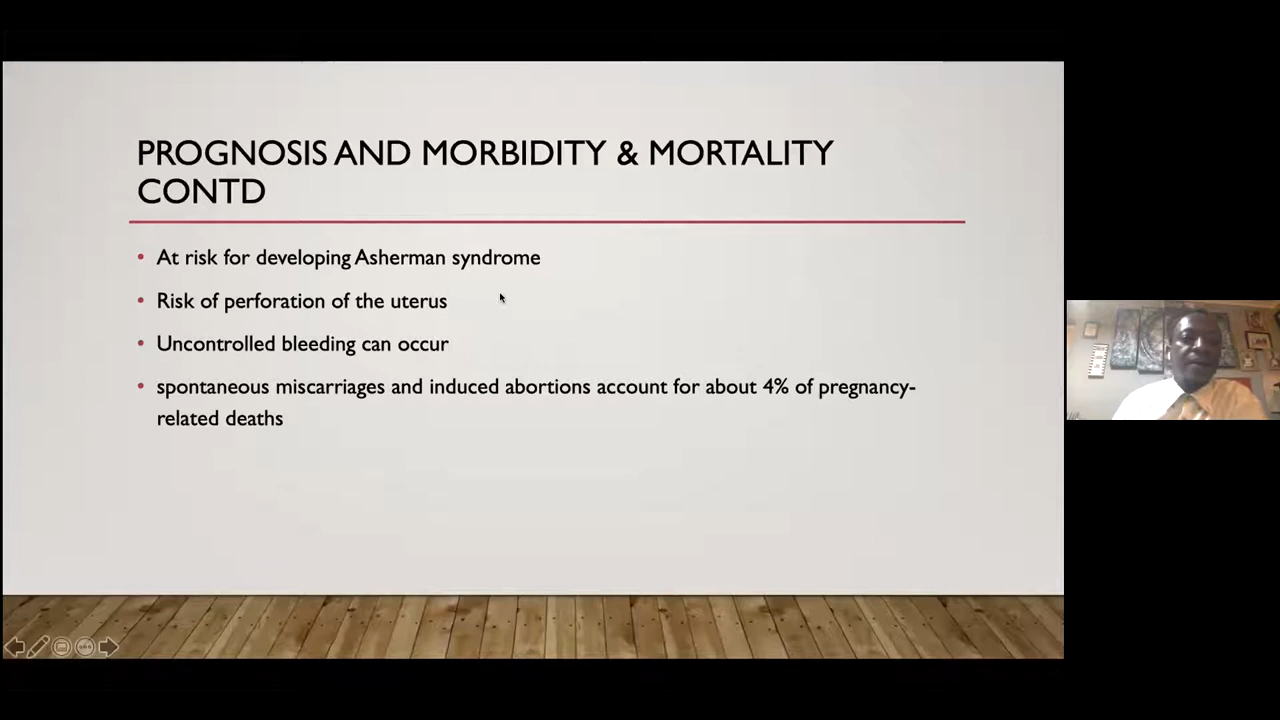 PROGNOSIS AND MORBIDITY & MORTALITY
CONTD
• At risk for developing Asherman syndrome
• Risk of perforation of the uterus
• Uncontrolled bleeding can occur
• spontaneous miscarriages and induced abortions account for about 4% of pregnancy-
related deaths